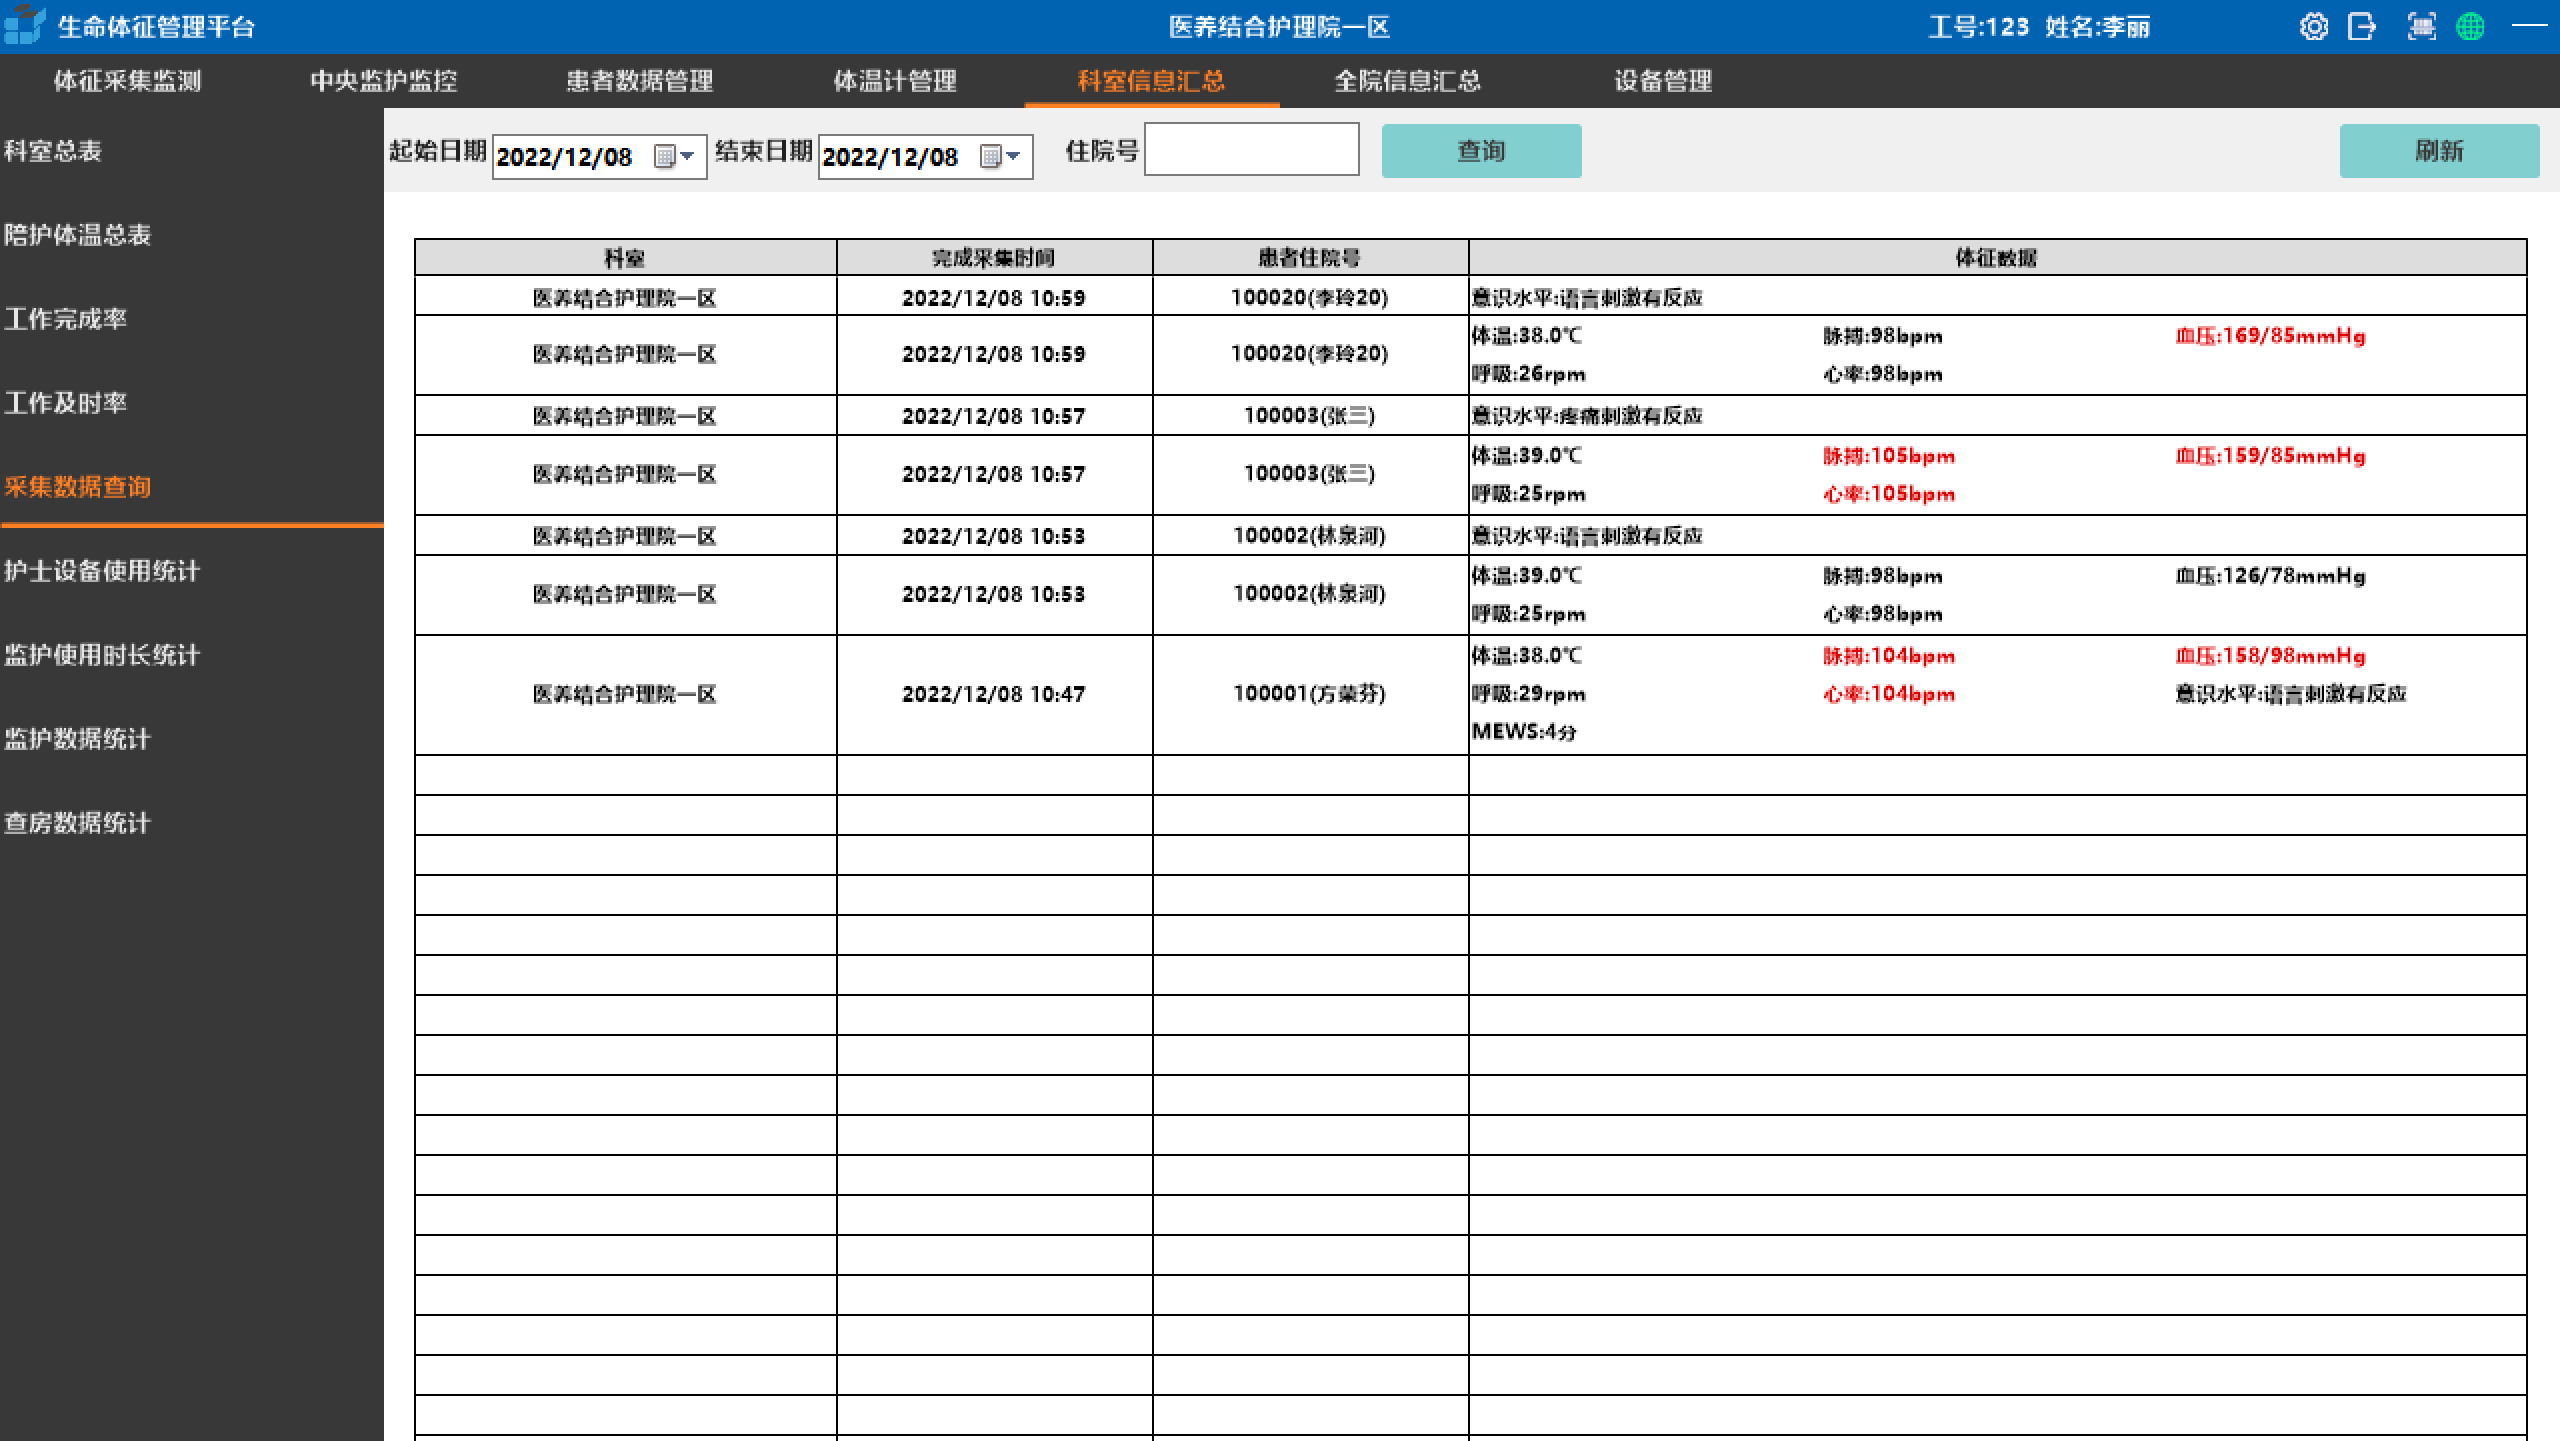 生命体征管理平台 医养结合护理院一区 工号:123 姓名:李丽
体征采集监测 中央监护监控 患者数据管理 体温计管理 科室信息汇总 全院信息汇总 设备管理
科室总表
陪护体温总表
工作完成率
工作及时率
采集数据查询
护士设备使用统计
监护使用时长统计
监护数据统计
查房数据统计
起始日期 2022/12/08 结束日期 2022/12/08 住院号 查询 刷新
科室 完成采集时间 患者住院号 体征数据
医养结合护理院一区 2022/12/08 10:59 100020(李玲20) 意识水平:语言刺激有反应
医养结合护理院一区 2022/12/08 10:59 100020(李玲20) 体温:38.0℃ 脉搏:98bpm 血压:169/85mmHg
呼吸:26rpm 心率:98bpm
医养结合护理院一区 2022/12/08 10:57 100003(张三) 意识水平:疼痛刺激有反应
医养结合护理院一区 2022/12/08 10:57 100003(张三) 体温:39.0℃ 脉搏:105bpm 血压:159/85mmHg
呼吸:25rpm 心率:105bpm
医养结合护理院一区 2022/12/08 10:53 100002(林泉河) 意识水平:语言刺激有反应
医养结合护理院一区 2022/12/08 10:53 100002(林泉河) 体温:39.0℃ 脉搏:98bpm 血压:126/78mmHg
呼吸:25rpm 心率:98bpm
医养结合护理院一区 2022/12/08 10:47 100001(方荣芬) 体温:38.0℃ 脉搏:104bpm 血压:158/98mmHg
呼吸:29rpm 心率:104bpm 意识水平:语言刺激有反应
MEWS:4分